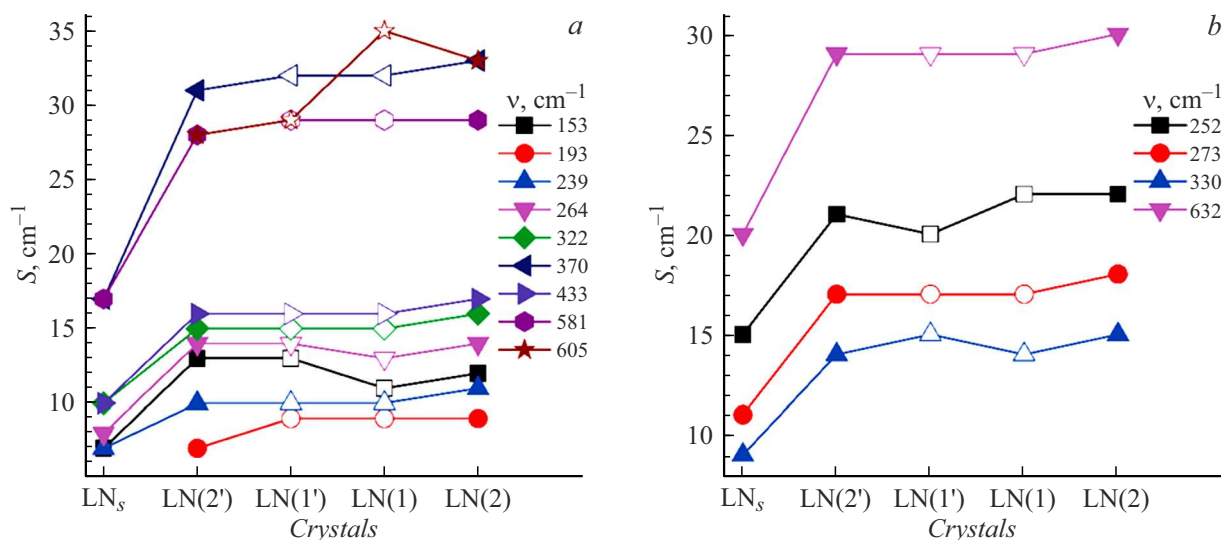 a
35
30
25
20
15
10
S, cm⁻¹
ν, cm⁻¹
153
193
239
264
322
370
433
581
605
LNₛ LN(2') LN(1') LN(1) LN(2)
Crystals
b
30
25
20
15
10
S, cm⁻¹
ν, cm⁻¹
252
273
330
632
LNₛ LN(2') LN(1') LN(1) LN(2)
Crystals